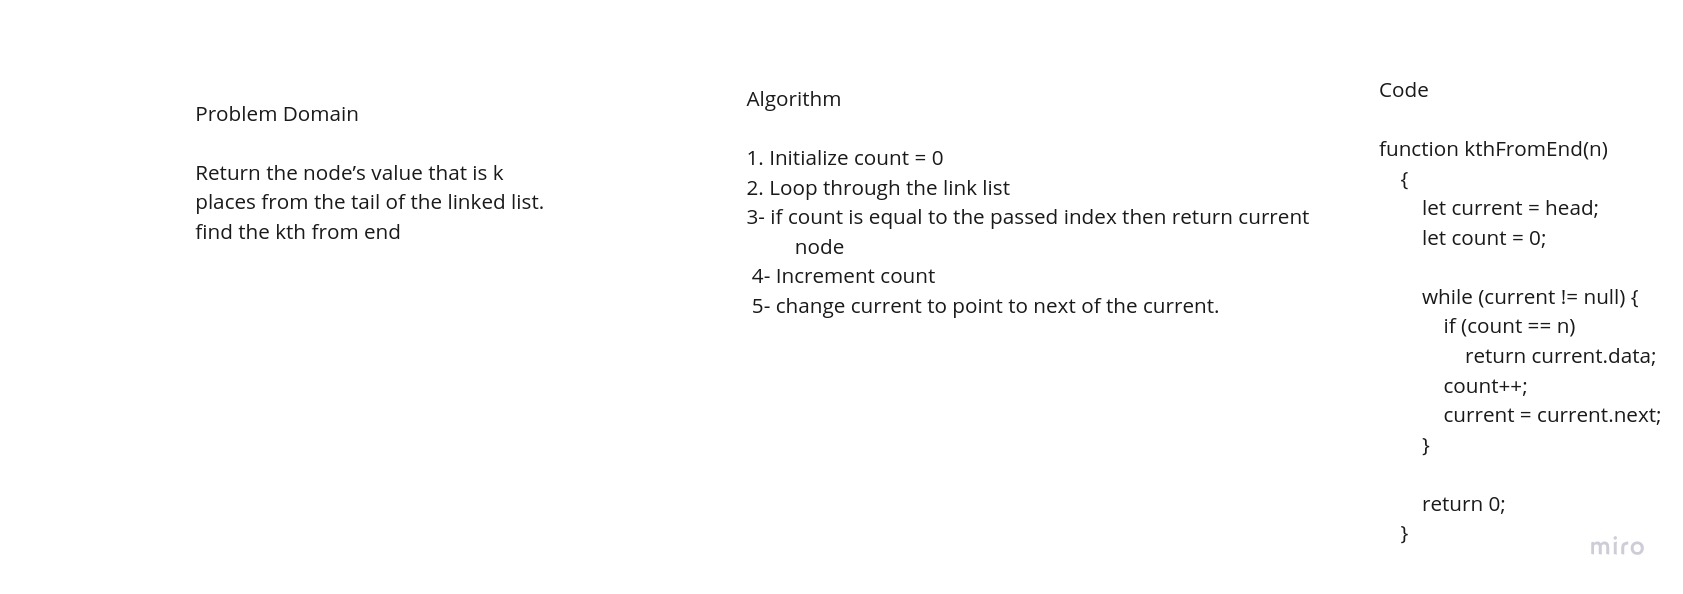 Problem Domain
Return the node’s value that is k
places from the tail of the linked list.
find the kth from end
Algorithm
1. Initialize count = 0
2. Loop through the link list
3- if count is equal to the passed index then return current
node
4- Increment count
5- change current to point to next of the current.
Code
function kthFromEnd(n)
{
let current = head;
let count = 0;
while (current != null) {
if (count == n)
return current.data;
count++;
current = current.next;
}
return 0;
}
miro